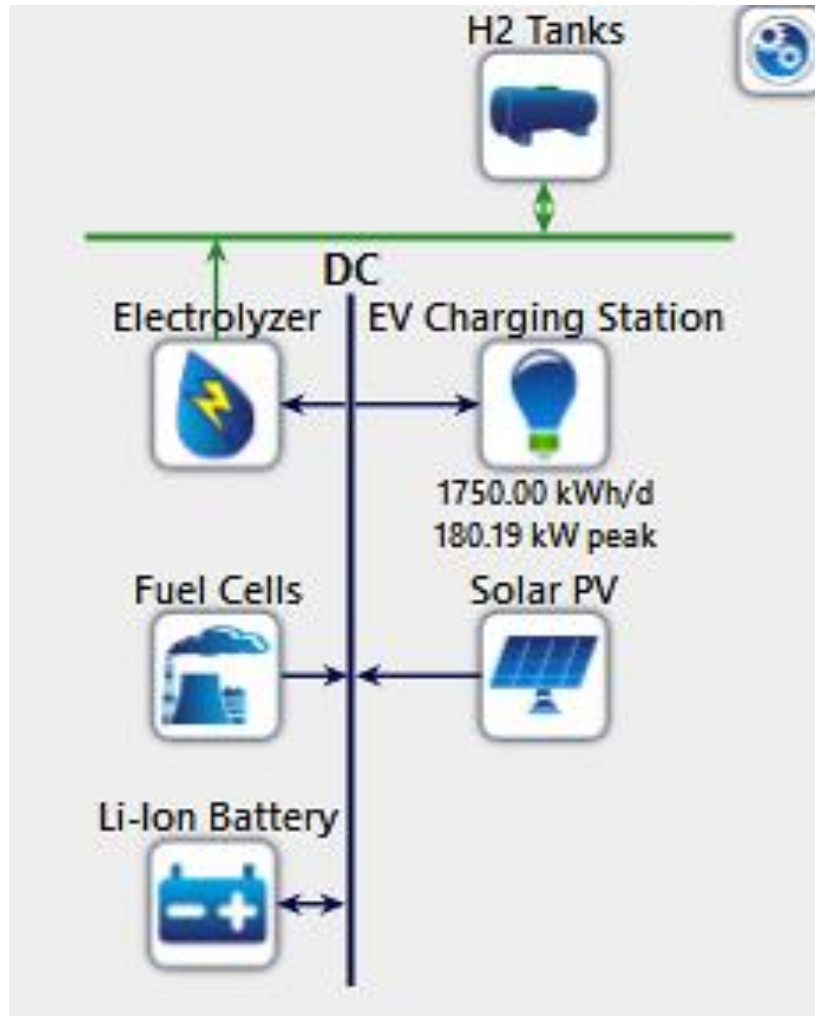 H2 Tanks
DC
Electrolyzer
EV Charging Station
1750.00 kWh/d
180.19 kW peak
Fuel Cells
Solar PV
Li-Ion Battery